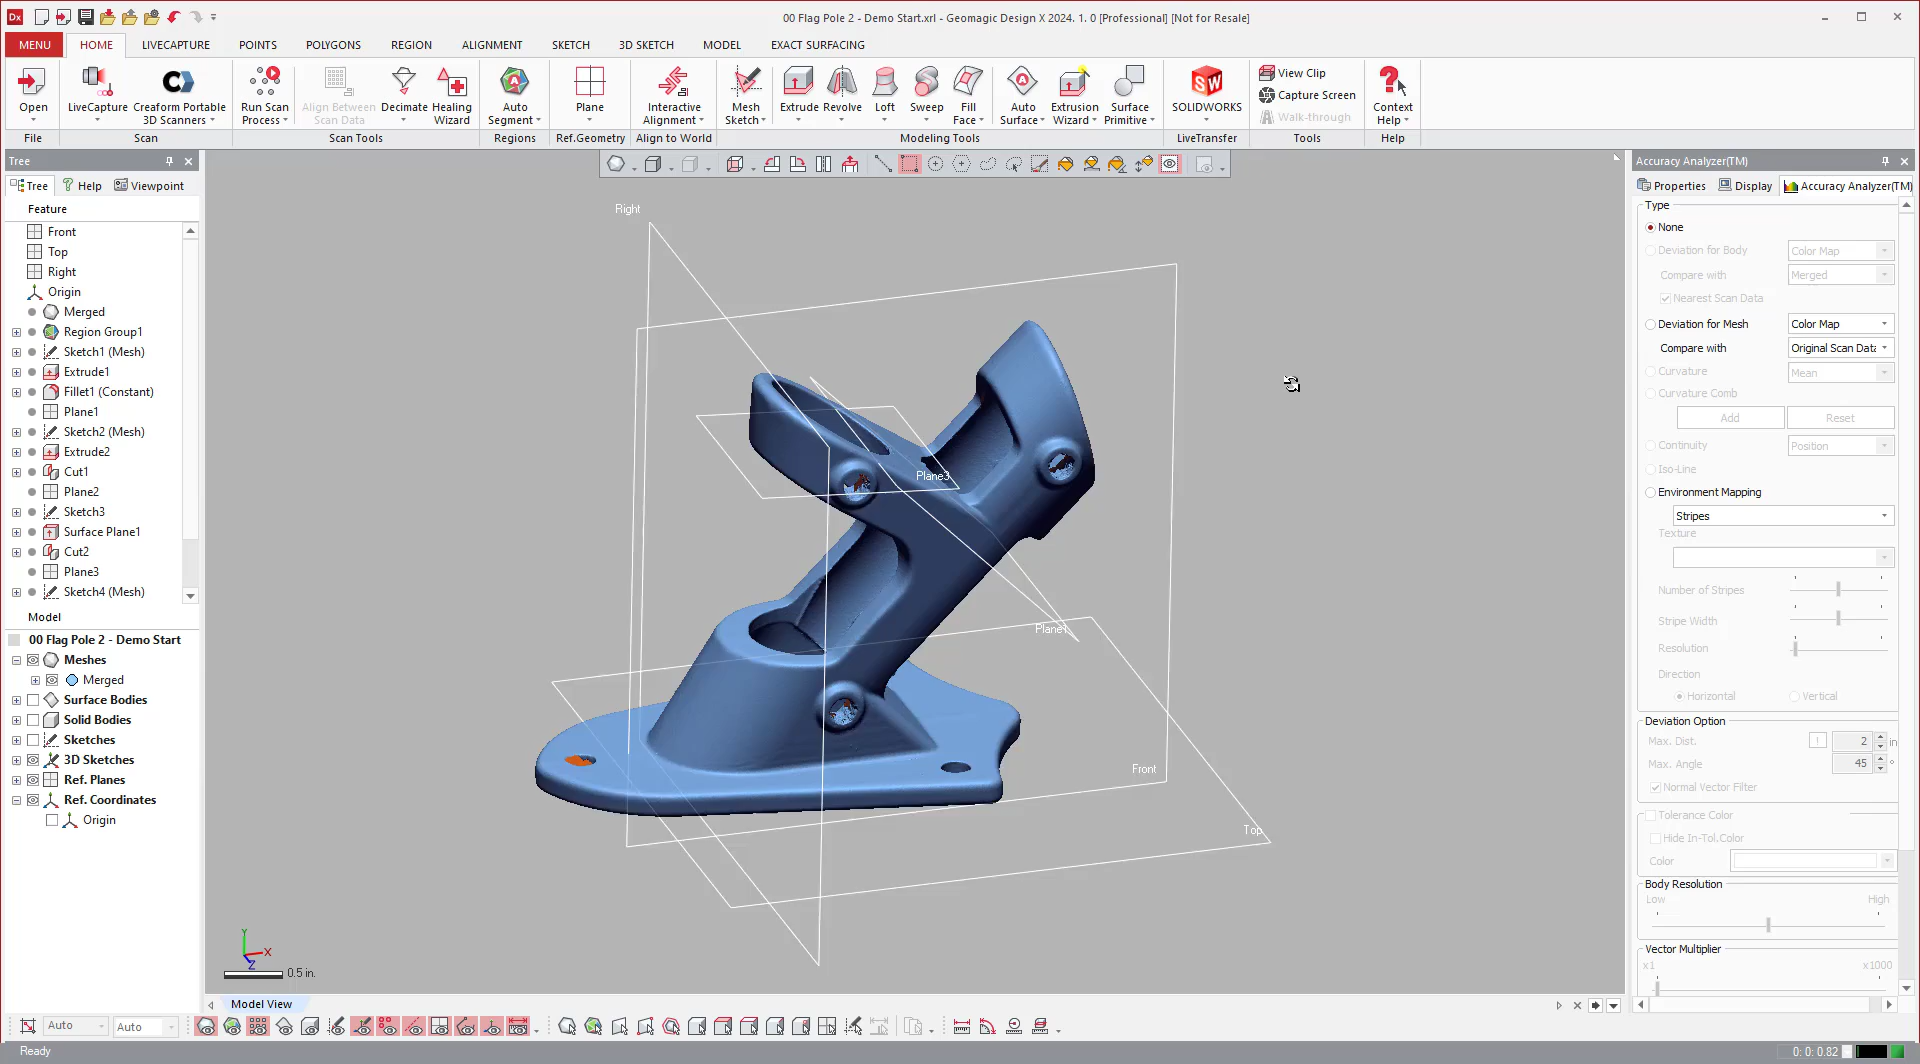 Dx
00 Flag Pole 2 - Demo Start.xrl - Geomagic Design X 2024. 1. 0 [Professional] [Not for Resale]
MENU HOME LIVECAPTURE POINTS POLYGONS REGION ALIGNMENT SKETCH 3D SKETCH MODEL EXACT SURFACING
Open
LiveCapture
Creaform Portable
3D Scanners
Run Scan
Process
Align Between
Scan Data
Decimate
Healing
Wizard
Auto
Segment
Plane
Interactive
Alignment
Mesh
Sketch
Extrude
Revolve
Loft
Sweep
Fill
Face
Auto
Surface
Extrusion
Wizard
Surface
Primitive
SOLIDWORKS
View Clip
Capture Screen
Walk-through
Context
Help
File Scan Scan Tools Regions Ref.Geometry Align to World Modeling Tools LiveTransfer Tools Help
Tree
Tree Help Viewpoint
Feature
Front
Top
Right
Origin
Merged
Region Group1
Sketch1 (Mesh)
Extrude1
Fillet1 (Constant)
Plane1
Sketch2 (Mesh)
Extrude2
Cut1
Plane2
Sketch3
Surface Plane1
Cut2
Plane3
Sketch4 (Mesh)
Model
00 Flag Pole 2 - Demo Start
Meshes
Merged
Surface Bodies
Solid Bodies
Sketches
3D Sketches
Ref. Planes
Ref. Coordinates
Origin
Right
Plane3
Plane1
Front
Top
Y
X
Z
0.5 in.
Model View
Accuracy Analyzer(TM)
Properties Display Accuracy Analyzer(TM)
Type
None
Deviation for Body Color Map
Compare with Merged
Nearest Scan Data
Deviation for Mesh Color Map
Compare with Original Scan Data
Curvature Mean
Curvature Comb
Add Reset
Continuity Position
Iso-Line
Environment Mapping
Stripes
Texture
Number of Stripes
Stripe Width
Resolution
Direction
Horizontal Vertical
Deviation Option
Max. Dist. ! 2 in
Max. Angle 45 °
Normal Vector Filter
Tolerance Color
Hide In-Tol.Color
Color
Body Resolution
Low High
Vector Multiplier
x1 x1000
Auto Auto
Ready
0: 0: 0.82